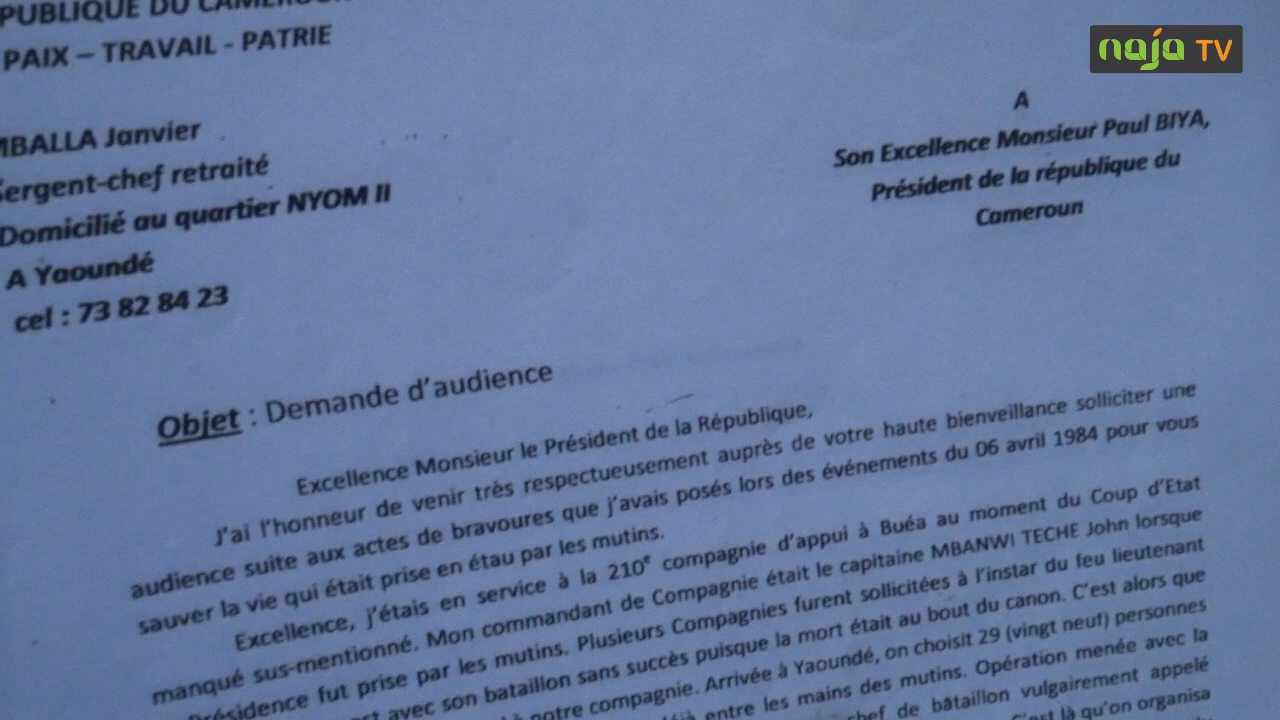 PUBLIQUE DU CAMEROUN
PAIX – TRAVAIL - PATRIE
naja TV
MBALLA Janvier
Sergent-chef retraité
Domicilié au quartier NYOM II
A Yaoundé
cel : 73 82 84 23
A
Son Excellence Monsieur Paul BIYA,
Président de la république du
Cameroun
Objet : Demande d'audience
Excellence Monsieur le Président de la République,
J'ai l'honneur de venir très respectueusement auprès de votre haute bienveillance solliciter une
audience suite aux actes de bravoures que j'avais posés lors des événements du 06 avril 1984 pour vous
sauver la vie qui était prise en étau par les mutins.
Excellence, j'étais en service à la 210e compagnie d'appui à Buéa au moment du Coup d'Etat
manqué sus-mentionné. Mon commandant de Compagnie était le capitaine MBANWI TECHE John lorsque
Présidence fut prise par les mutins. Plusieurs Compagnies furent sollicitées à l'instar du feu lieutenant
avec son bataillon sans succès puisque la mort était au bout du canon. C'est alors que
à notre compagnie. Arrivée à Yaoundé, on choisit 29 (vingt neuf) personnes
déjà entre les mains des mutins. Opération menée avec la
chef de bâtaillon vulgairement appelé
C'est là qu'on organisa